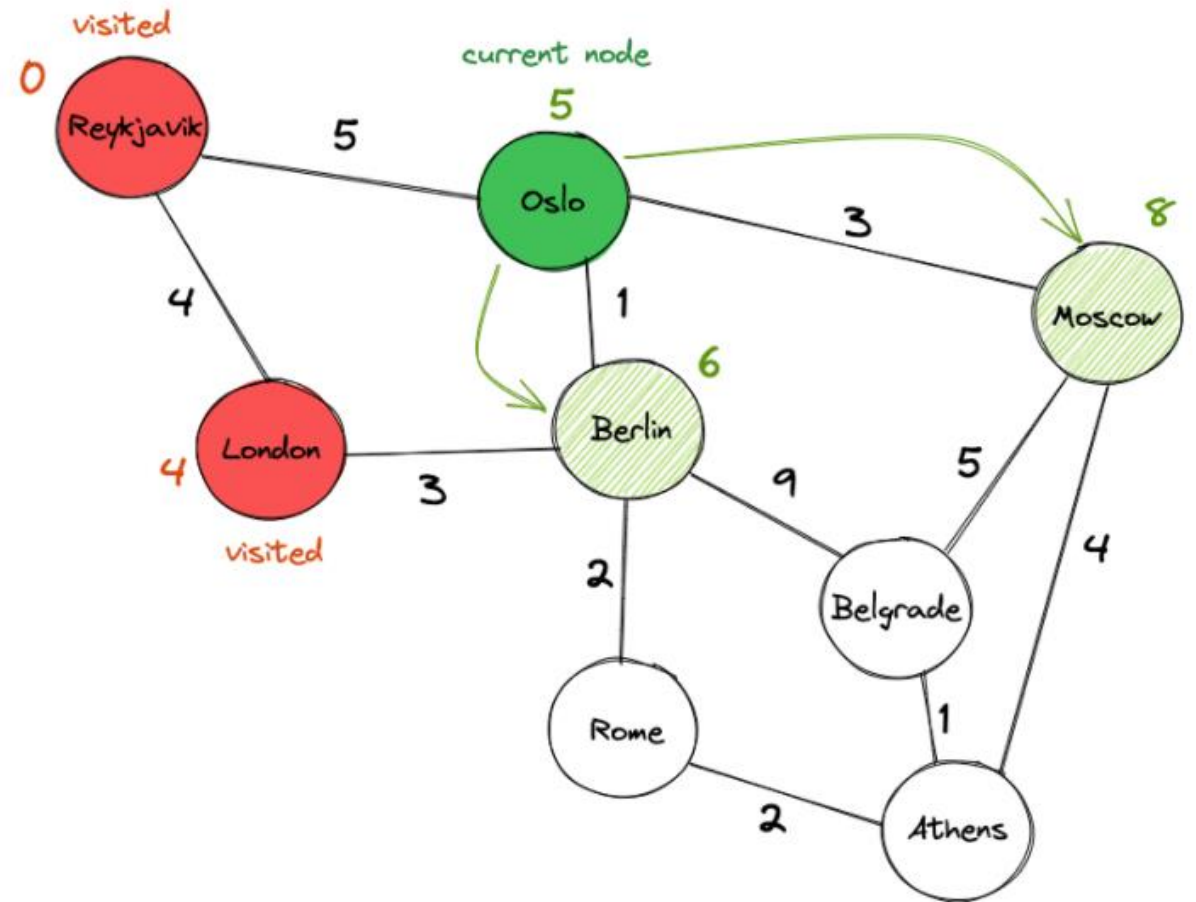 visited
0
Reykjavik
current node
5
5
Oslo
3
8
Moscow
4
1
6
Berlin
London
4
3
visited
9
5
4
2
Belgrade
Rome
1
2
Athens